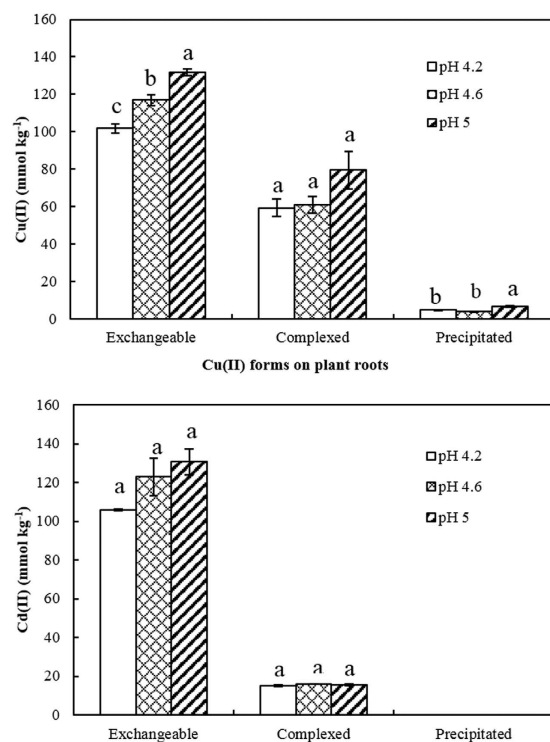 160
140
120
100
80
60
40
20
0
Cu(II) (mmol kg⁻¹)
c
b
a
a
a
a
b
b
a
pH 4.2
pH 4.6
pH 5
Exchangeable Complexed Precipitated
Cu(II) forms on plant roots
160
140
120
100
80
60
40
20
0
Cd(II) (mmol kg⁻¹)
a
a
a
a
a
a
pH 4.2
pH 4.6
pH 5
Exchangeable Complexed Precipitated